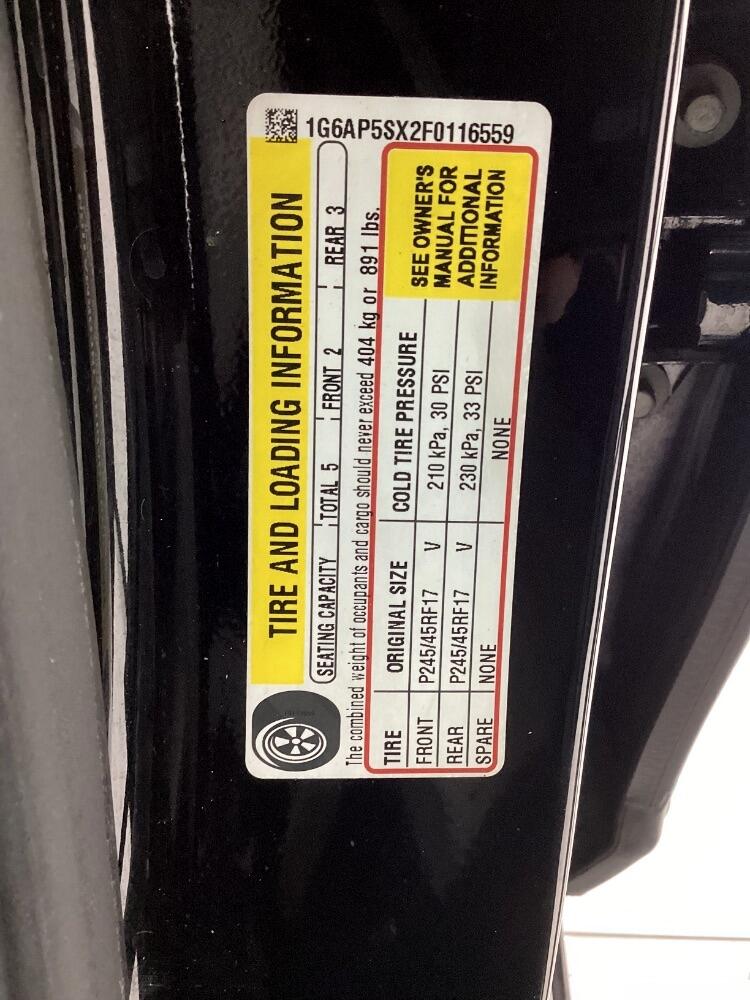 1G6AP5SX2F0116559
TIRE AND LOADING INFORMATION
SEATING CAPACITY TOTAL 5 FRONT 2 REAR 3
The combined weight of occupants and cargo should never exceed 404 kg or 891 lbs.
TIRE ORIGINAL SIZE COLD TIRE PRESSURE
FRONT P245/45RF17 V 210 kPa, 30 PSI
REAR P245/45RF17 V 230 kPa, 33 PSI
SPARE NONE NONE
SEE OWNER'S
MANUAL FOR
ADDITIONAL
INFORMATION